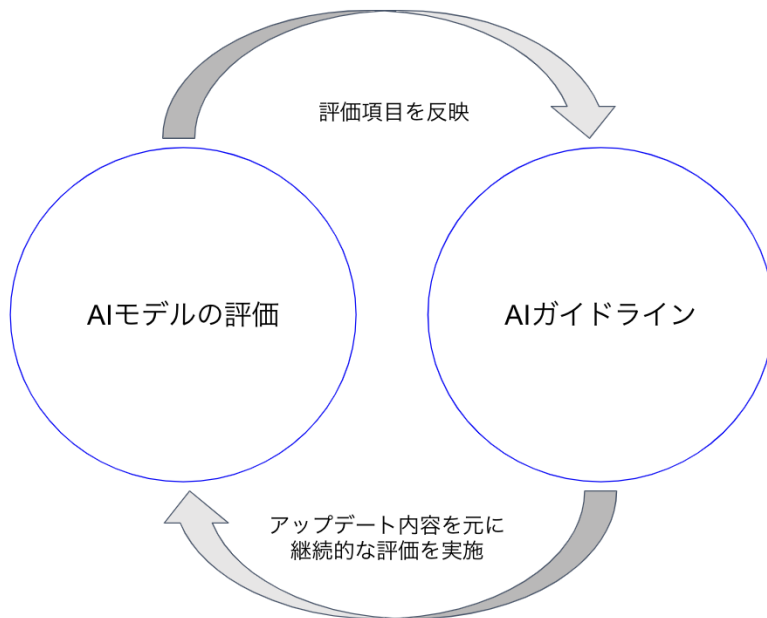 評価項目を反映
AIモデルの評価
AIガイドライン
アップデート内容を元に
継続的な評価を実施